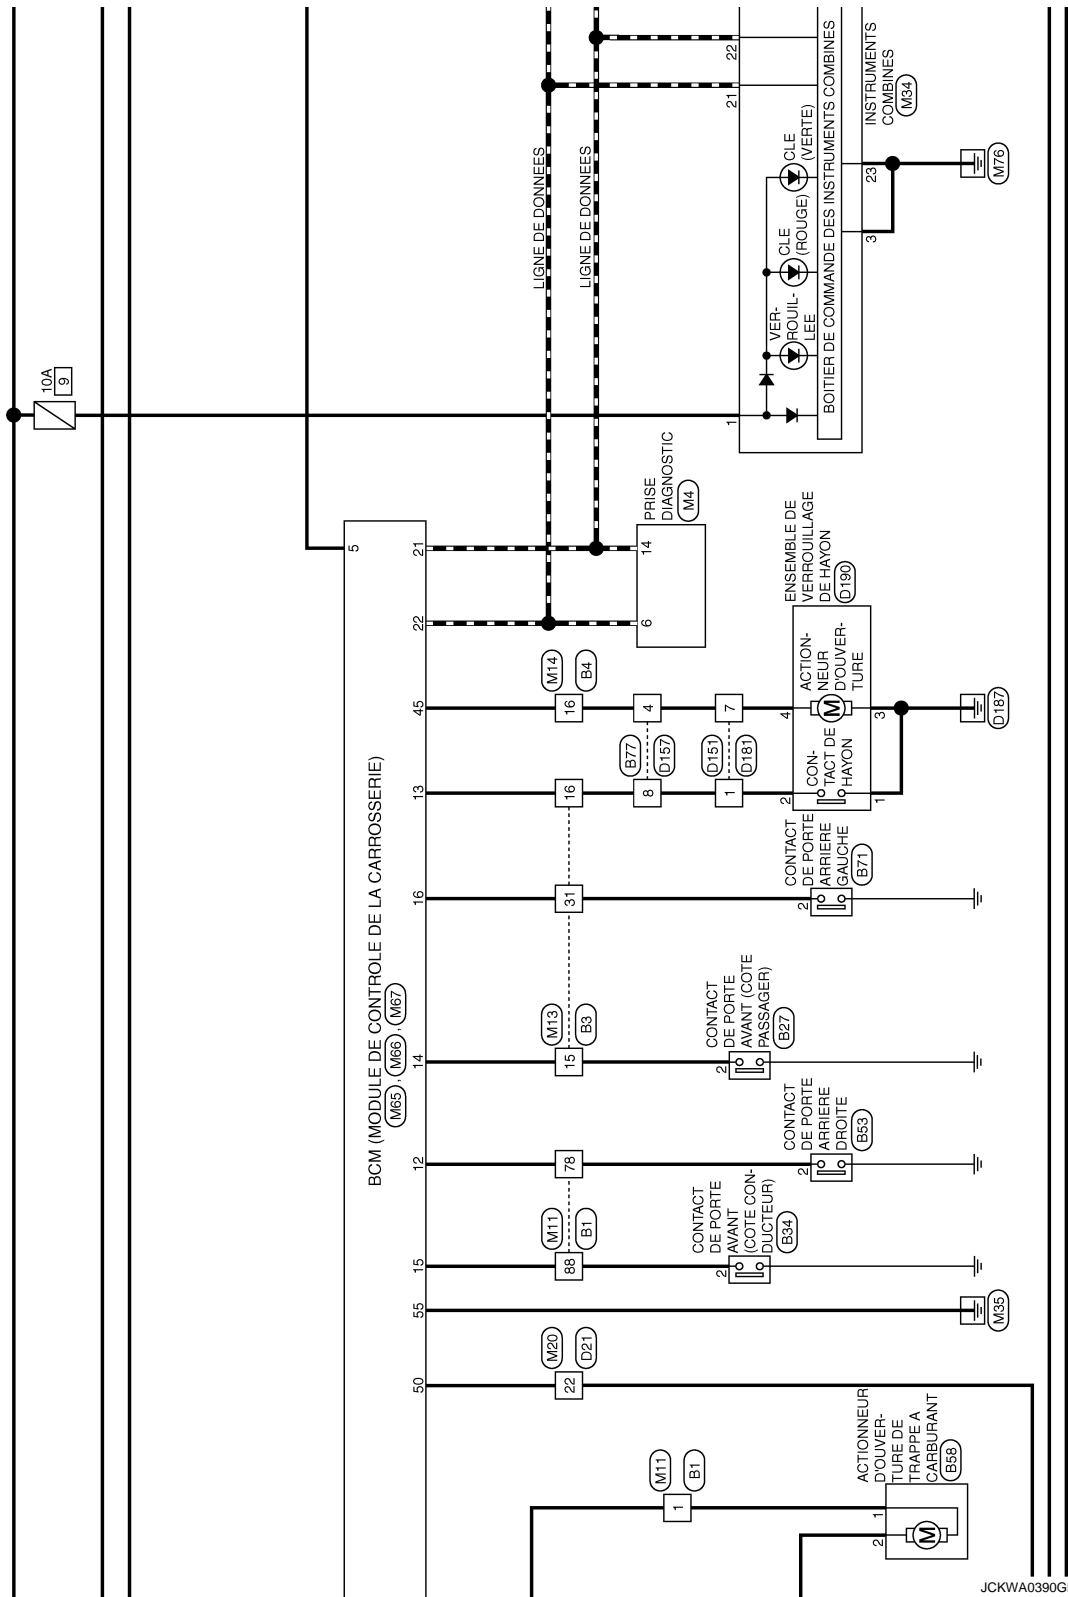 10A
9
LIGNE DE DONNEES
LIGNE DE DONNEES
22
21
1
VER-
ROUIL-
LEE
CLE
(ROUGE)
CLE
(VERTE)
BOITIER DE COMMANDE DES INSTRUMENTS COMBINES
INSTRUMENTS
COMBINES
M34
3
23
M76
PRISE
DIAGNOSTIC
M4
14
6
BCM (MODULE DE CONTROLE DE LA CARROSSERIE)
M65 , M66 , M67
5
21
22
45
13
16
14
12
15
55
50
M14
B4
16
4
7
B77
D157
D151
D181
16
8
1
ENSEMBLE DE
VERROUILLAGE
DE HAYON
D190
ACTION-
NEUR
D'OUVER-
TURE
4
3
CON-
TACT DE
HAYON
2
1
D187
31
CONTACT
DE PORTE
ARRIERE
GAUCHE
B71
2
M13
B3
15
CONTACT
DE PORTE
AVANT (COTE
PASSAGER)
B27
2
78
CONTACT
DE PORTE
ARRIERE
DROITE
B53
2
M11
B1
88
CONTACT
DE PORTE
AVANT
(COTE CON-
DUCTEUR)
B34
2
M35
M20
D21
22
M11
B1
1
ACTIONNEUR
D'OUVER-
TURE DE
TRAPPE A
CARBURANT
B58
1
2
M
M
JCKWA0390G